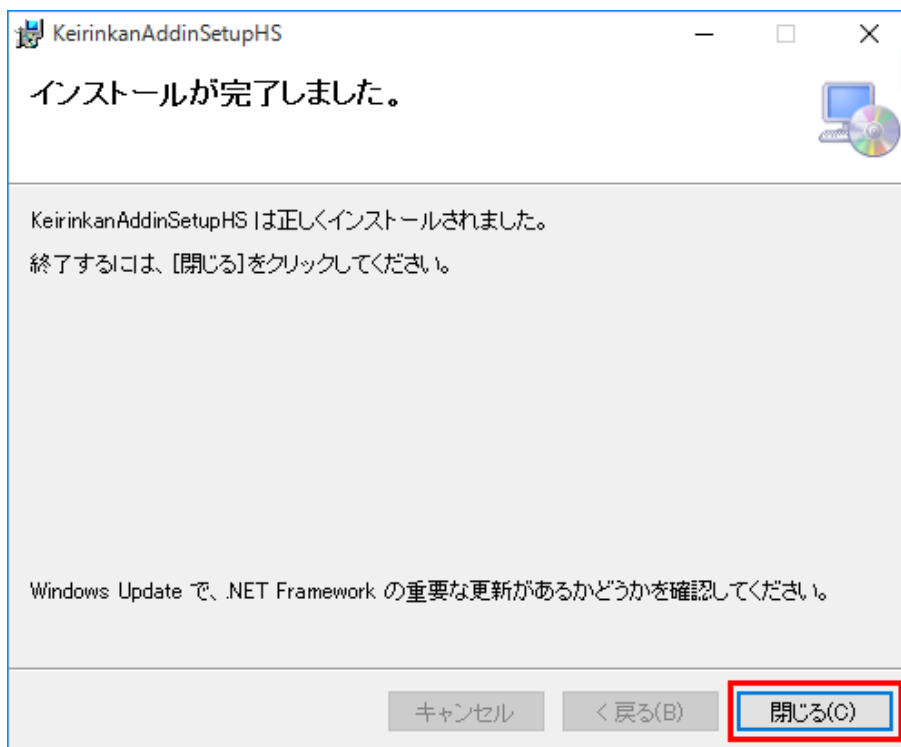 KeirinkanAddinSetupHS
インストールが完了しました。
KeirinkanAddinSetupHS は正しくインストールされました。
終了するには、[閉じる]をクリックしてください。
Windows Update で、.NET Framework の重要な更新があるかどうかを確認してください。
キャンセル
< 戻る(B)
閉じる(C)